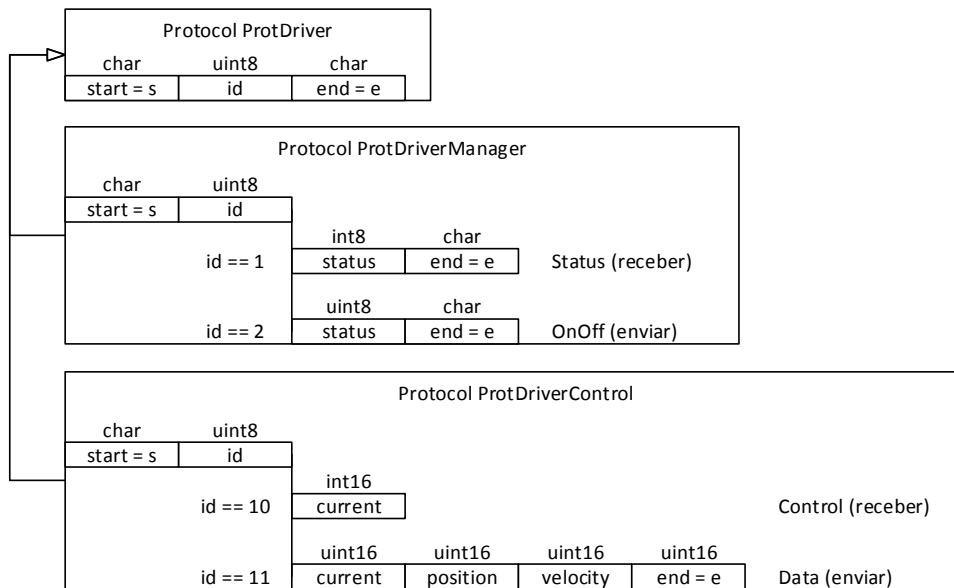 Protocol ProtDriver
char uint8 char
start = s id end = e
Protocol ProtDriverManager
char uint8
start = s id
int8 char
id == 1 status end = e Status (receber)
uint8 char
id == 2 status end = e OnOff (enviar)
Protocol ProtDriverControl
char uint8
start = s id
int16
id == 10 current Control (receber)
uint16 uint16 uint16 uint16
id == 11 current position velocity end = e Data (enviar)